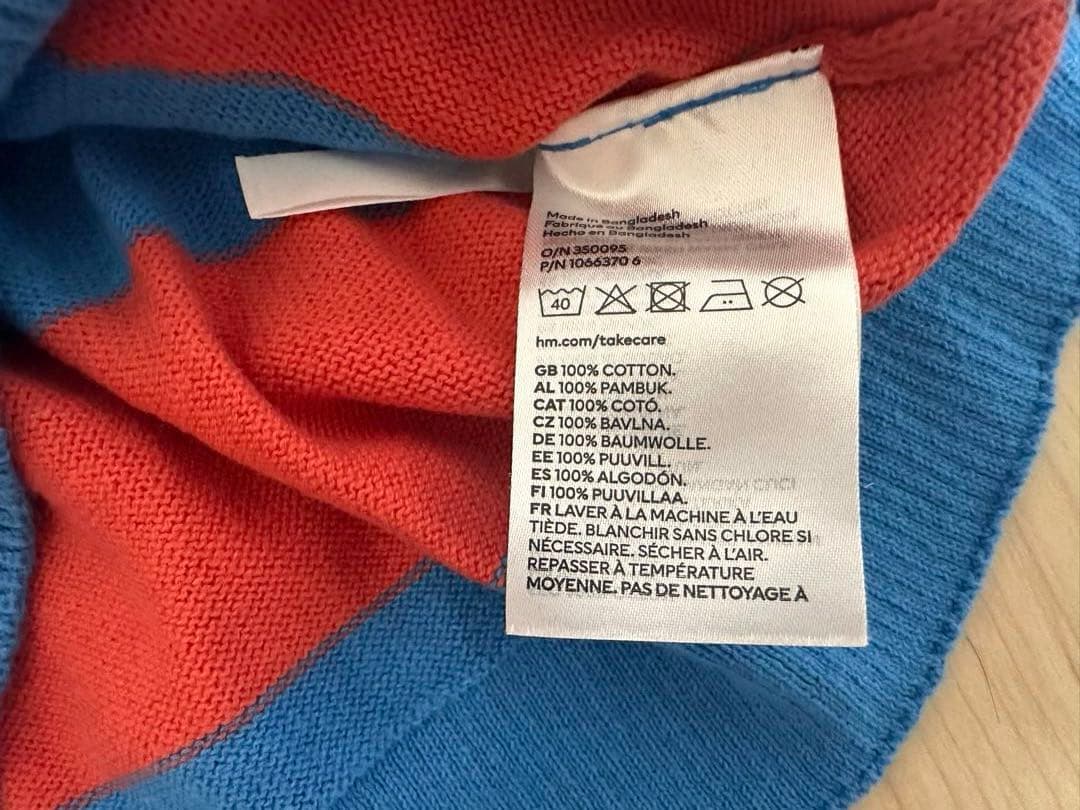 Made in Bangladesh
Fabriqué au Bangladesh
Hecho en Bangladesh
O/N 350095
P/N 1066370 6
40
hm.com/takecare
GB 100% COTTON.
AL 100% PAMBUK.
CAT 100% COTÓ.
CZ 100% BAVLNA.
DE 100% BAUMWOLLE.
EE 100% PUUVILL.
ES 100% ALGODÓN.
FI 100% PUUVILLAA.
FR LAVER À LA MACHINE À L'EAU
TIÈDE. BLANCHIR SANS CHLORE SI
NÉCESSAIRE. SÉCHER À L'AIR.
REPASSER À TEMPÉRATURE
MOYENNE. PAS DE NETTOYAGE À